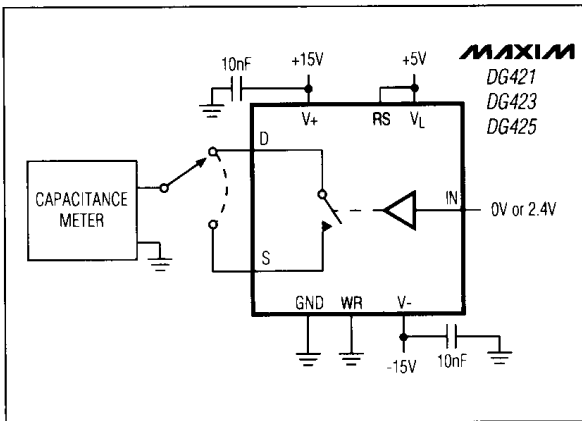 10nF
+15V
+5V
MAXIM
DG421
DG423
DG425
V+
RS
VL
D
CAPACITANCE
METER
IN
0V or 2.4V
S
GND
WR
V-
-15V
10nF